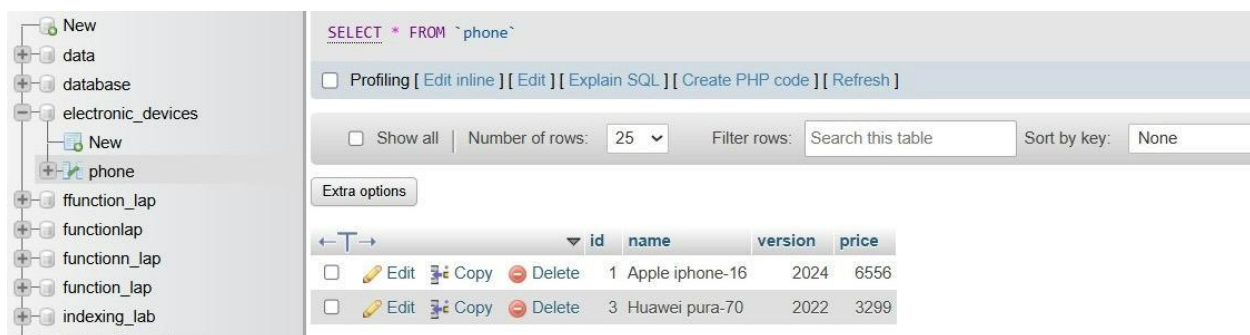 New
data
database
electronic_devices
New
phone
ffunction_lap
functionlap
functionn_lap
function_lap
indexing_lab
SELECT * FROM `phone`
Profiling [ Edit inline ] [ Edit ] [ Explain SQL ] [ Create PHP code ] [ Refresh ]
Show all | Number of rows: 25 Filter rows: Search this table Sort by key: None
Extra options
id name version price
Edit Copy Delete 1 Apple iphone-16 2024 6556
Edit Copy Delete 3 Huawei pura-70 2022 3299